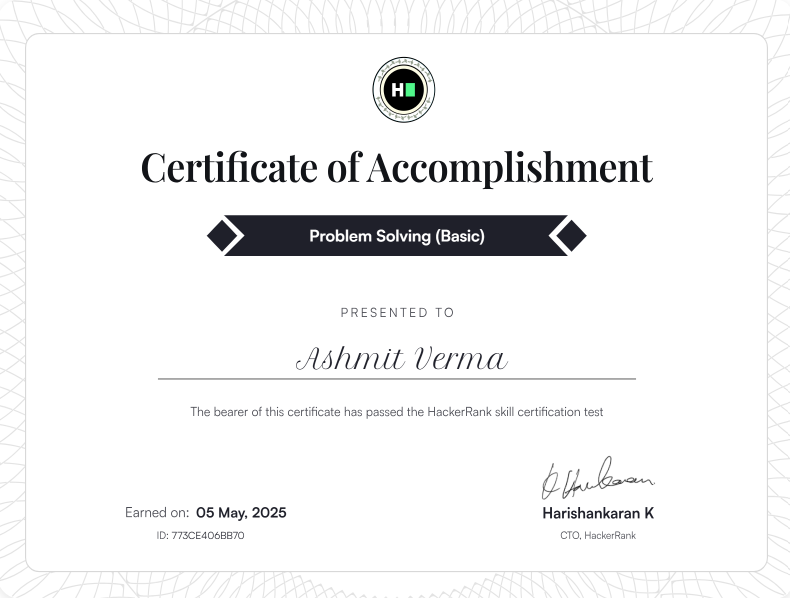 H
Certificate of Accomplishment
Problem Solving (Basic)
PRESENTED TO
Ashmit Verma
The bearer of this certificate has passed the HackerRank skill certification test
Earned on: 05 May, 2025
ID: 773CE406BB70
Harishankaran K
CTO, HackerRank